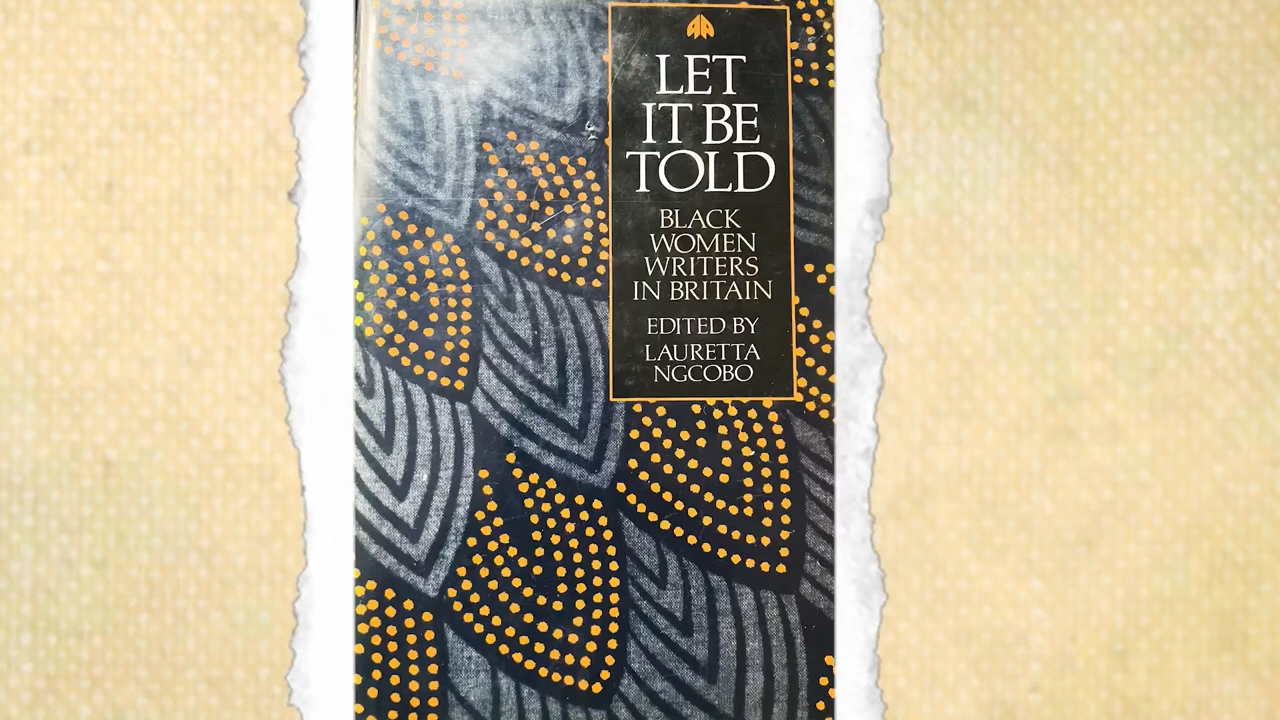 LET
IT BE
TOLD
BLACK
WOMEN
WRITERS
IN BRITAIN
EDITED BY
LAURETTA
NGCOBO